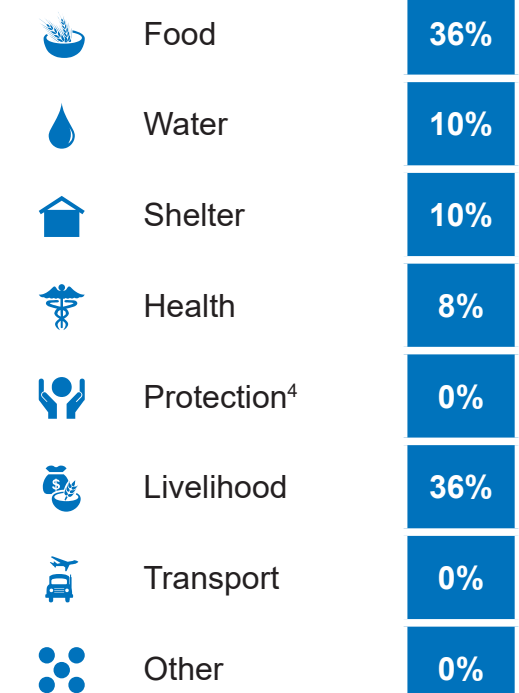 Food 36%
Water 10%
Shelter 10%
Health 8%
Protection⁴ 0%
$ Livelihood 36%
Transport 0%
Other 0%